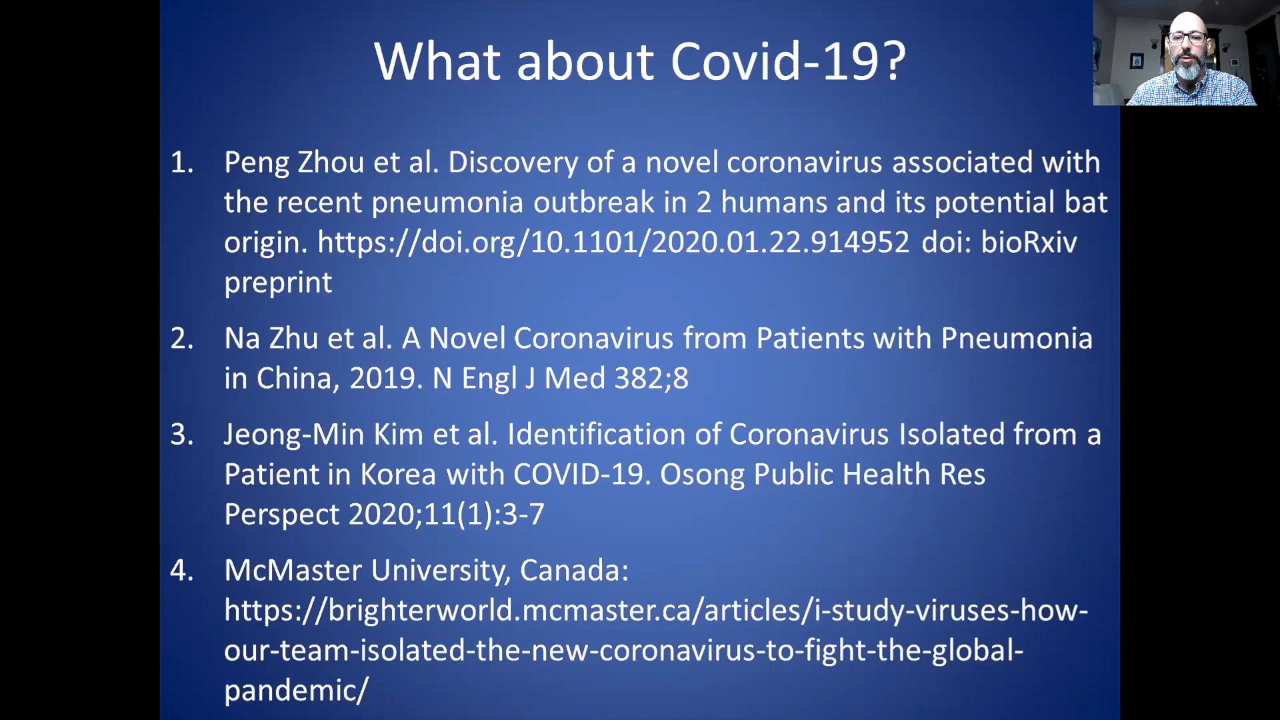 What about Covid-19?
1. Peng Zhou et al. Discovery of a novel coronavirus associated with
the recent pneumonia outbreak in 2 humans and its potential bat
origin. https://doi.org/10.1101/2020.01.22.914952 doi: bioRxiv
preprint
2. Na Zhu et al. A Novel Coronavirus from Patients with Pneumonia
in China, 2019. N Engl J Med 382;8
3. Jeong-Min Kim et al. Identification of Coronavirus Isolated from a
Patient in Korea with COVID-19. Osong Public Health Res
Perspect 2020;11(1):3-7
4. McMaster University, Canada:
https://brighterworld.mcmaster.ca/articles/i-study-viruses-how-
our-team-isolated-the-new-coronavirus-to-fight-the-global-
pandemic/